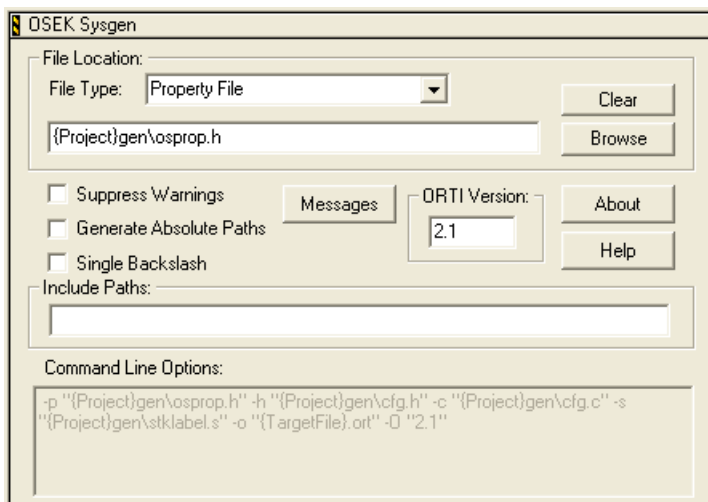 OSEK Sysgen
File Location:
File Type: Property File
Clear
{Project}gen\osprop.h
Browse
Suppress Warnings
Messages
ORTI Version:
About
Generate Absolute Paths
2.1
Help
Single Backslash
Include Paths:
Command Line Options:
-p "{Project}gen\osprop.h" -h "{Project}gen\cfg.h" -c "{Project}gen\cfg.c" -s
"{Project}gen\stklabel.s" -o "{TargetFile}.ort" -O "2.1"